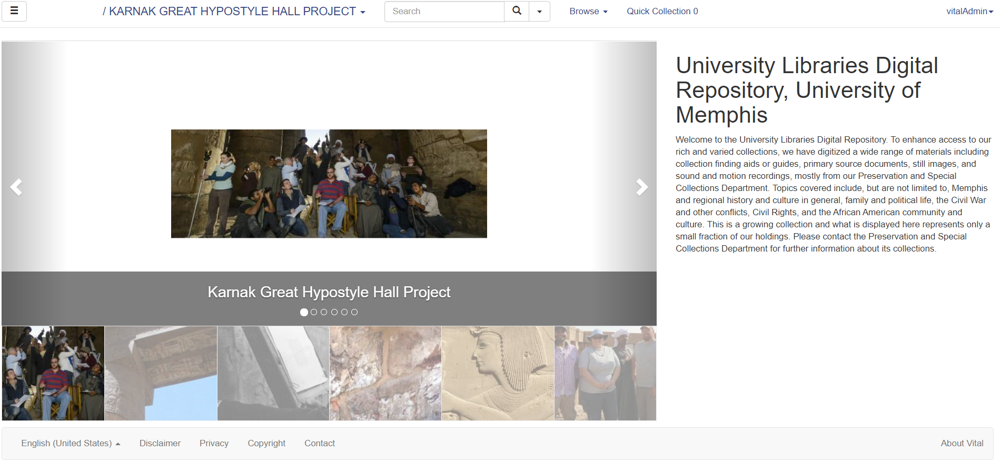 / KARNAK GREAT HYPOSTYLE HALL PROJECT
Search
Browse
Quick Collection 0
vitalAdmin
University Libraries Digital
Repository, University of
Memphis
Welcome to the University Libraries Digital Repository. To enhance access to our
rich and varied collections, we have digitized a wide range of materials including
collection finding aids or guides, primary source documents, still images, and
sound and motion recordings, mostly from our Preservation and Special
Collections Department. Topics covered include, but are not limited to, Memphis
and regional history and culture in general, family and political life, the Civil War
and other conflicts, Civil Rights, and the African American community and
culture. This is a growing collection and what is displayed here represents only a
small fraction of our holdings. Please contact the Preservation and Special
Collections Department for further information about its collections.
Karnak Great Hypostyle Hall Project
English (United States)
Disclaimer
Privacy
Copyright
Contact
About Vital